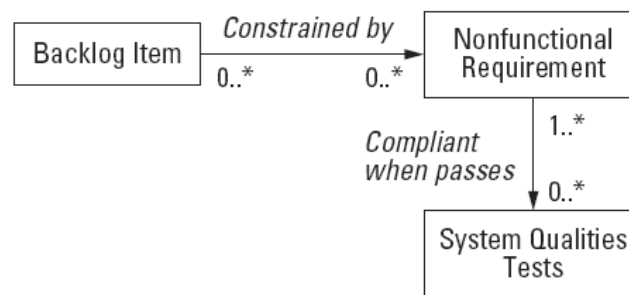 Constrained by
Backlog Item
0..*
0..*
Nonfunctional
Requirement
1..*
Compliant
when passes
0..*
System Qualities
Tests